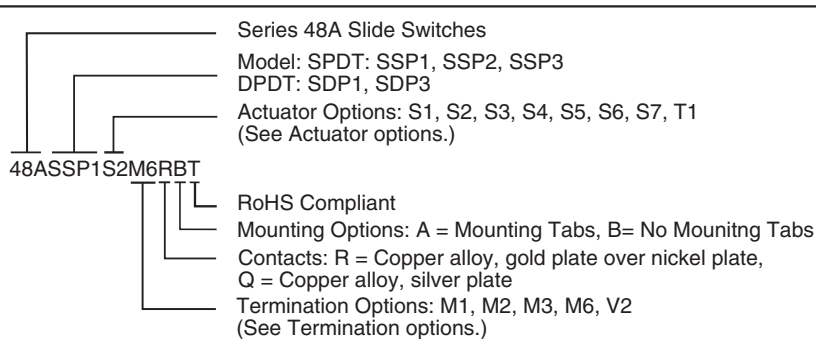 Series 48A Slide Switches
Model: SPDT: SSP1, SSP2, SSP3
DPDT: SDP1, SDP3
Actuator Options: S1, S2, S3, S4, S5, S6, S7, T1
(See Actuator options.)
48ASSP1S2M6RBT
RoHS Compliant
Mounting Options: A = Mounting Tabs, B= No Mounitng Tabs
Contacts: R = Copper alloy, gold plate over nickel plate,
Q = Copper alloy, silver plate
Termination Options: M1, M2, M3, M6, V2
(See Termination options.)